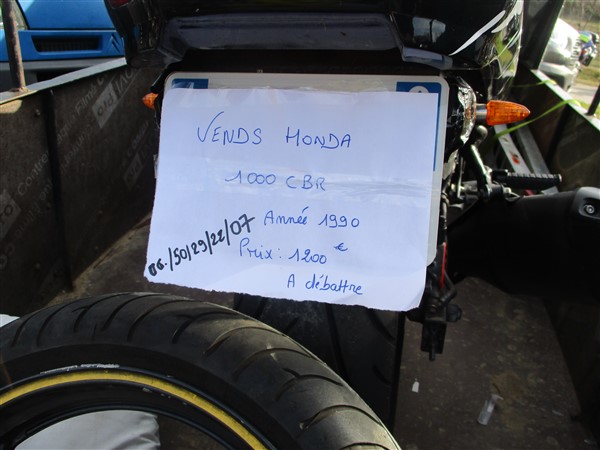 VENDS HONDA
1000 CBR
Année 1990
Prix : 1200 €
A débattre
06./50/29/22/07